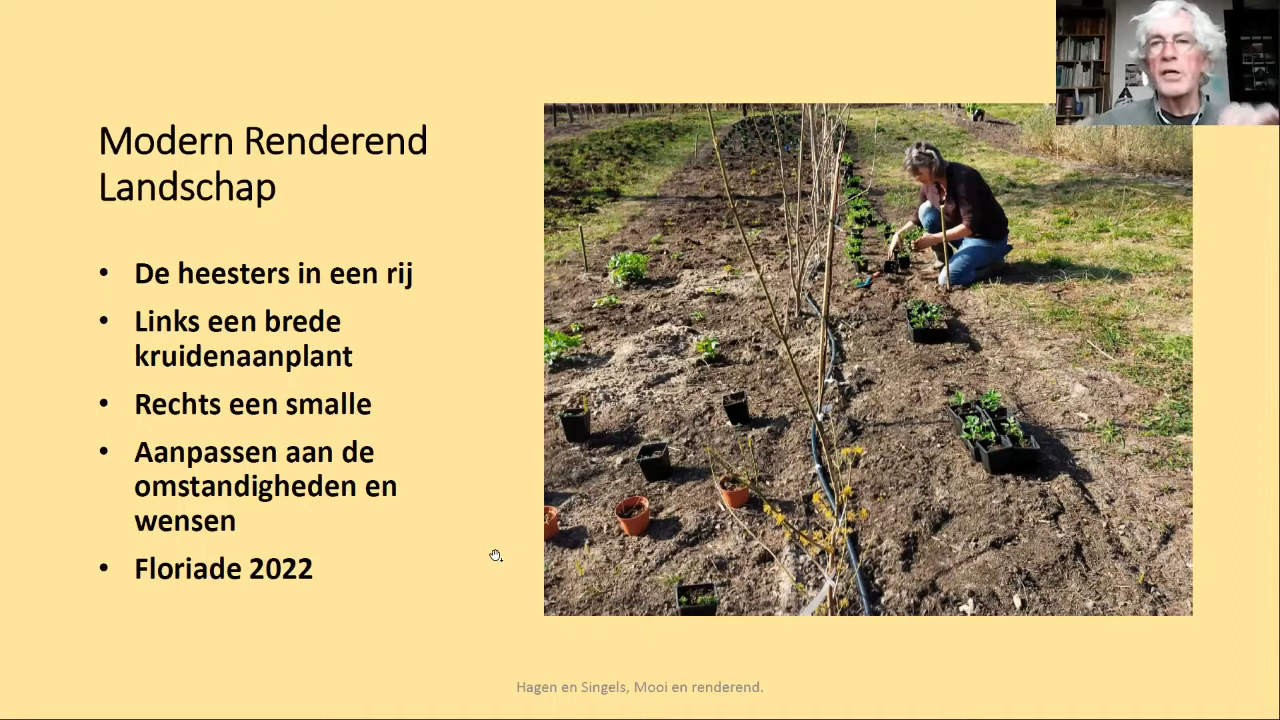 Modern Renderend
Landschap
• De heesters in een rij
• Links een brede
kruidenaanplant
• Rechts een smalle
• Aanpassen aan de
omstandigheden en
wensen
• Floriade 2022
Hagen en Singels, Mooi en renderend.